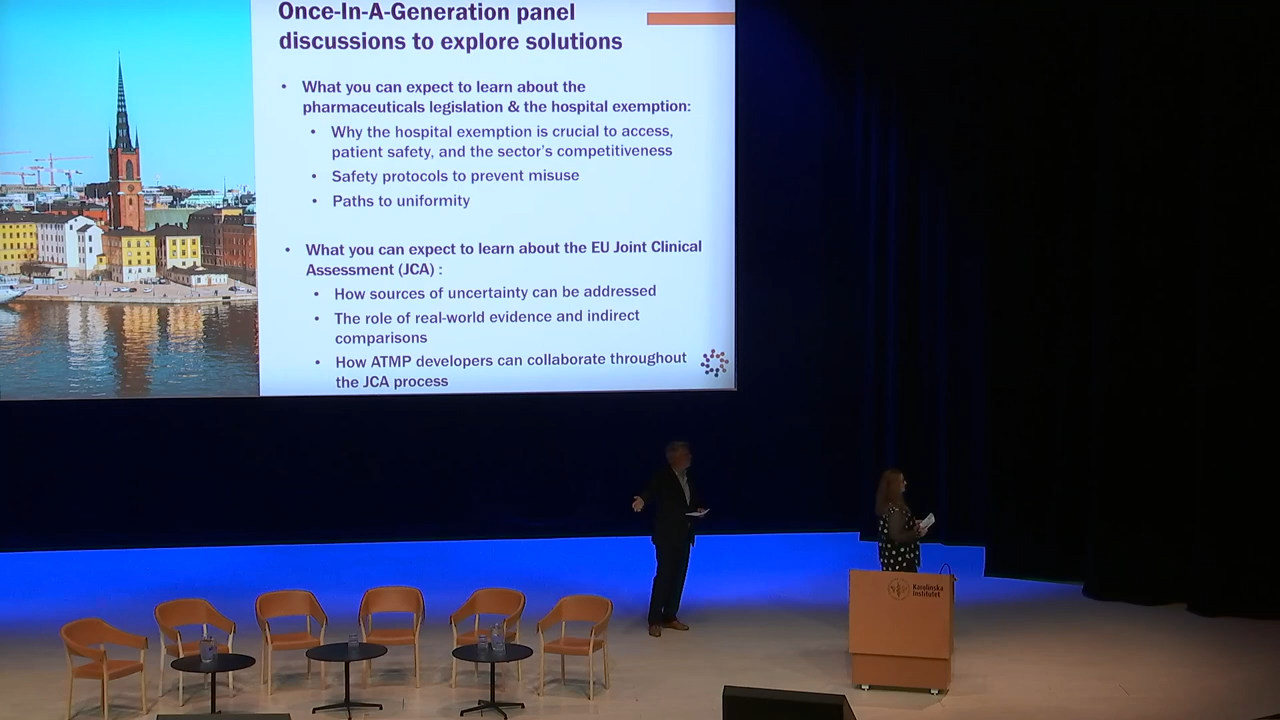 Once-In-A-Generation panel
discussions to explore solutions
• What you can expect to learn about the
pharmaceuticals legislation & the hospital exemption:
• Why the hospital exemption is crucial to access,
patient safety, and the sector's competitiveness
• Safety protocols to prevent misuse
• Paths to uniformity
• What you can expect to learn about the EU Joint Clinical
Assessment (JCA) :
• How sources of uncertainty can be addressed
• The role of real-world evidence and indirect
comparisons
• How ATMP developers can collaborate throughout
the JCA process
Karolinska
Institutet